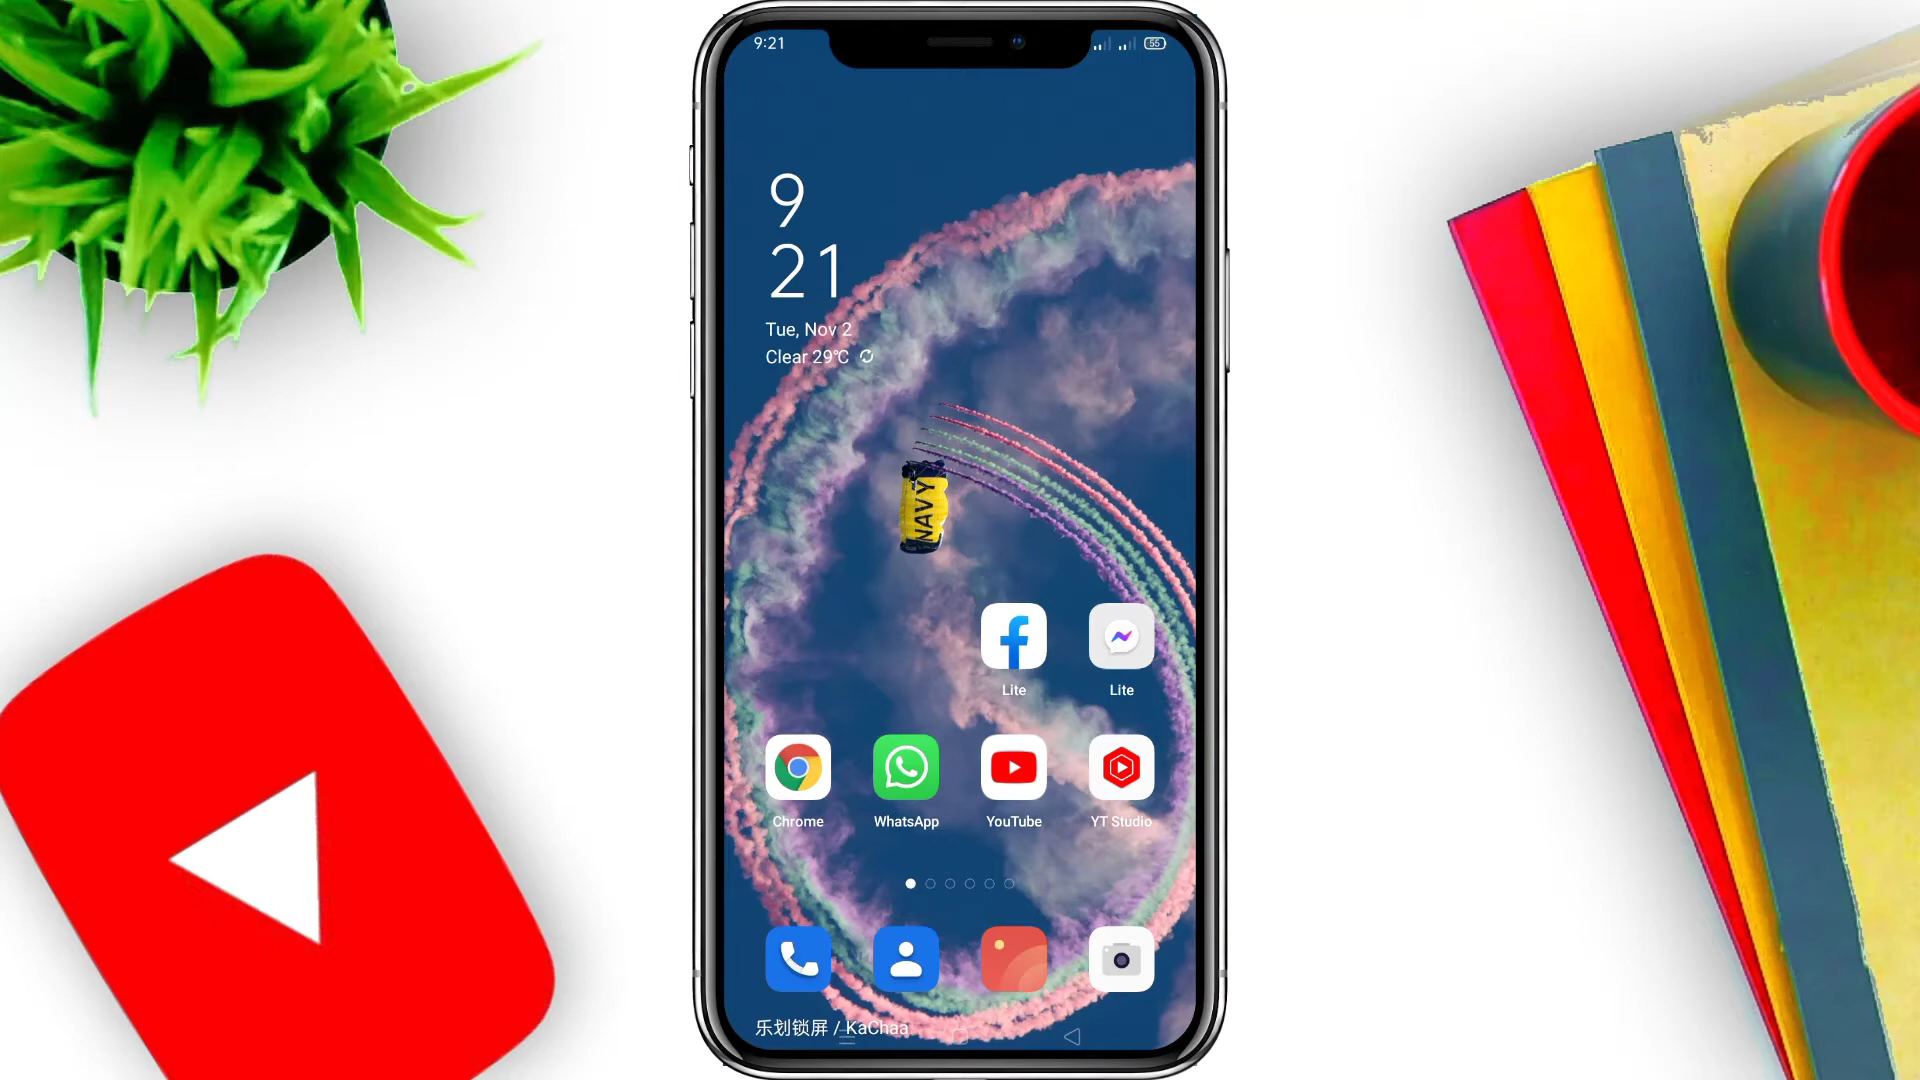 9:21
55
9
21
Tue, Nov 2
Clear 29°C
NAVY
Lite
Lite
Chrome
WhatsApp
YouTube
YT Studio
乐划锁屏 / KaChaa